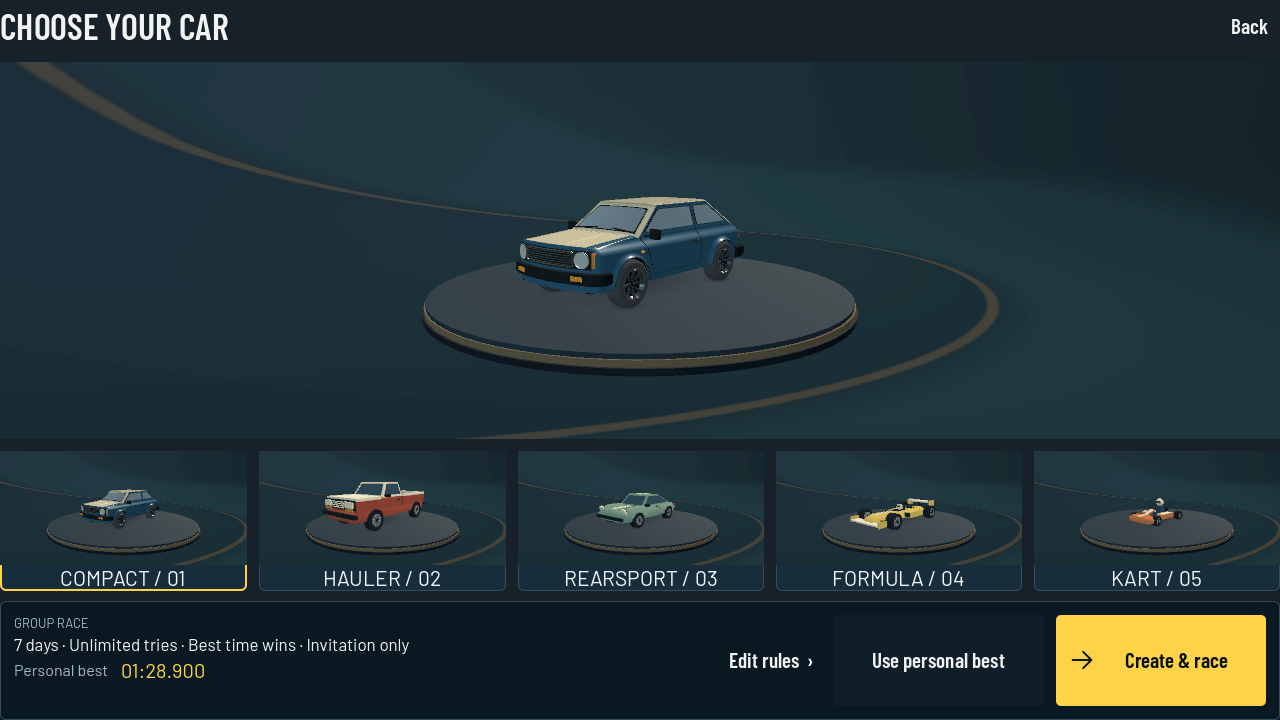 CHOOSE YOUR CAR
Back
COMPACT / 01
HAULER / 02
REARSPORT / 03
FORMULA / 04
KART / 05
GROUP RACE
7 days · Unlimited tries · Best time wins · Invitation only
Personal best 01:28.900
Edit rules ›
Use personal best
→ Create & race